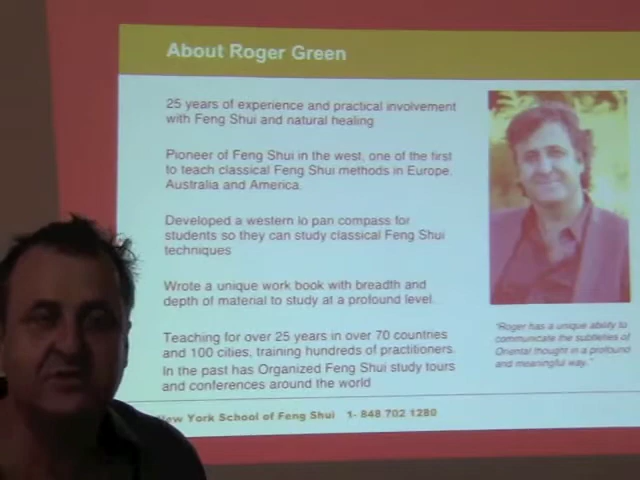 About Roger Green
25 years of experience and practical involvement
with Feng Shui and natural healing
Pioneer of Feng Shui in the west, one of the first
to teach classical Feng Shui methods in Europe,
Australia and America.
Developed a western lo pan compass for
students so they can study classical Feng Shui
techniques
Wrote a unique work book with breadth and
depth of material to study at a profound level.
Teaching for over 25 years in over 70 countries
and 100 cities, training hundreds of practitioners.
In the past has Organized Feng Shui study tours
and conferences around the world
"Roger has a unique ability to
communicate the subtleties of
Oriental thought in a profound
and meaningful way."
New York School of Feng Shui 1- 848 702 1280